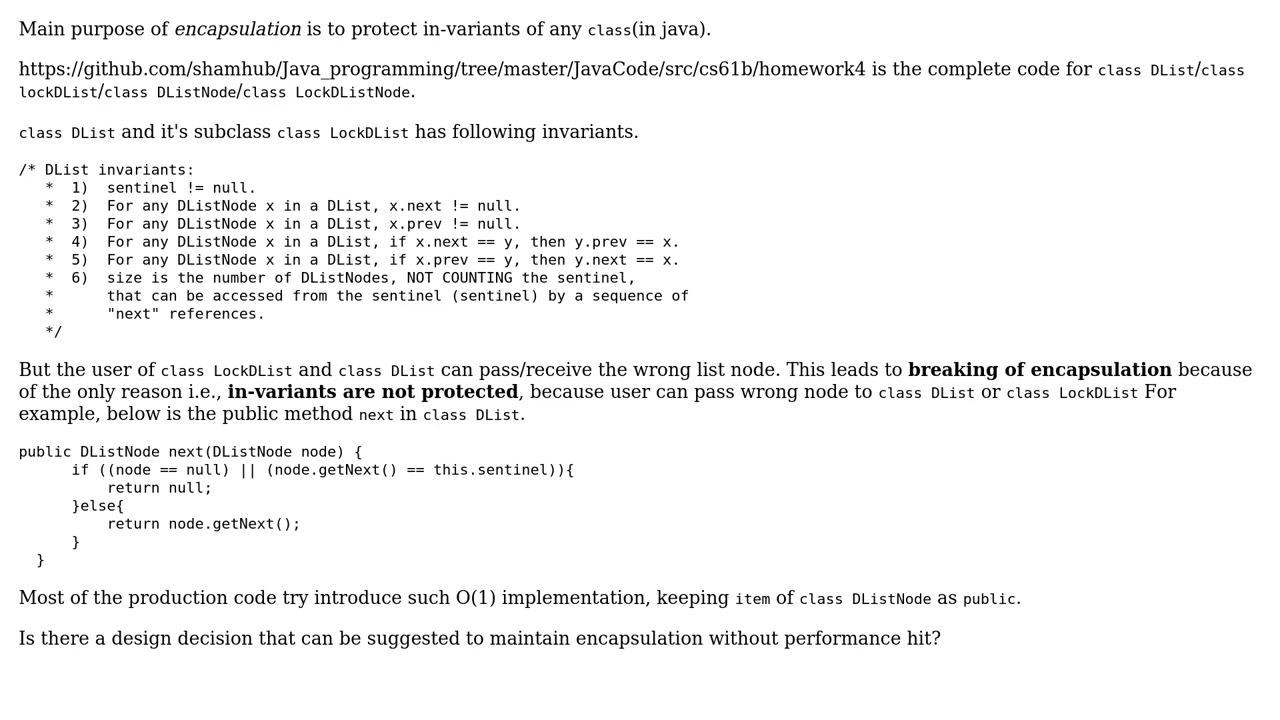 Main purpose of encapsulation is to protect in-variants of any class(in java).
https://github.com/shamhub/Java_programming/tree/master/JavaCode/src/cs61b/homework4 is the complete code for class DList/class
lockDList/class DListNode/class LockDListNode.
class DList and it's subclass class LockDList has following invariants.
/* DList invariants:
   *  1)  sentinel != null.
   *  2)  For any DListNode x in a DList, x.next != null.
   *  3)  For any DListNode x in a DList, x.prev != null.
   *  4)  For any DListNode x in a DList, if x.next == y, then y.prev == x.
   *  5)  For any DListNode x in a DList, if x.prev == y, then y.next == x.
   *  6)  size is the number of DListNodes, NOT COUNTING the sentinel,
   *      that can be accessed from the sentinel (sentinel) by a sequence of
   *      "next" references.
   */
But the user of class LockDList and class DList can pass/receive the wrong list node. This leads to breaking of encapsulation because
of the only reason i.e., in-variants are not protected, because user can pass wrong node to class DList or class LockDList For
example, below is the public method next in class DList.
public DListNode next(DListNode node) {
      if ((node == null) || (node.getNext() == this.sentinel)){
          return null;
      }else{
          return node.getNext();
      }
  }
Most of the production code try introduce such O(1) implementation, keeping item of class DListNode as public.
Is there a design decision that can be suggested to maintain encapsulation without performance hit?